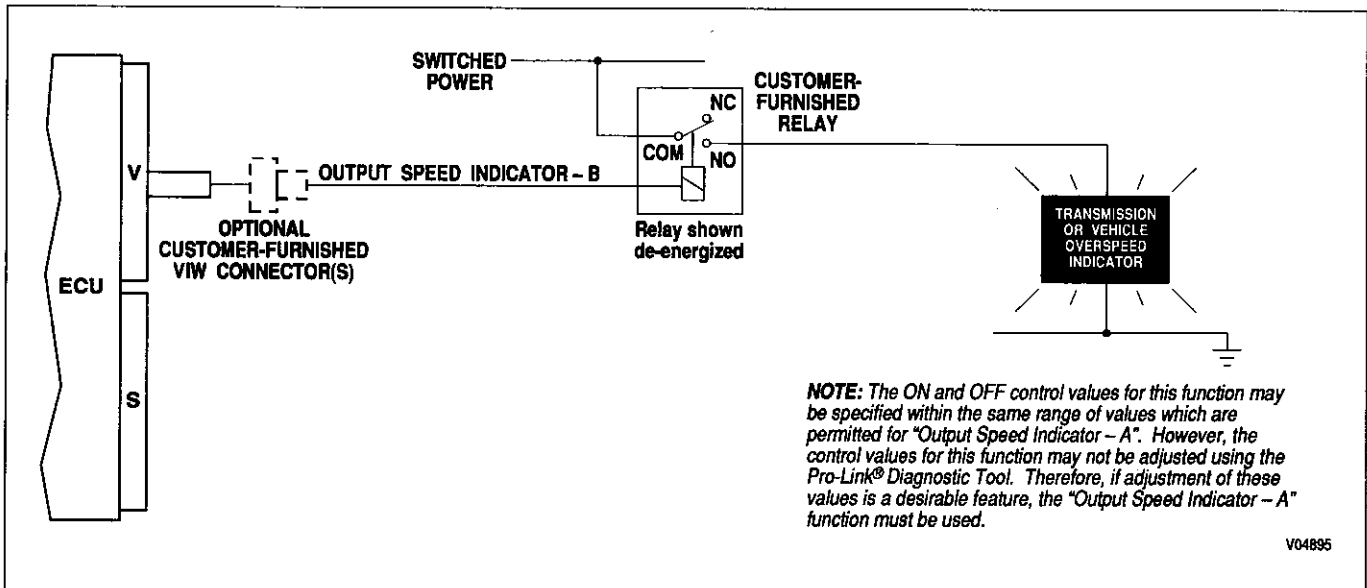 SWITCHED
POWER
NC
CUSTOMER-
FURNISHED
RELAY
COM
NO
V
OUTPUT SPEED INDICATOR – B
OPTIONAL
CUSTOMER-FURNISHED
VIW CONNECTOR(S)
Relay shown
de-energized
TRANSMISSION
OR VEHICLE
OVERSPEED
INDICATOR
ECU
S
NOTE: The ON and OFF control values for this function may
be specified within the same range of values which are
permitted for "Output Speed Indicator – A". However, the
control values for this function may not be adjusted using the
Pro-Link® Diagnostic Tool. Therefore, if adjustment of these
values is a desirable feature, the "Output Speed Indicator – A"
function must be used.
V04895